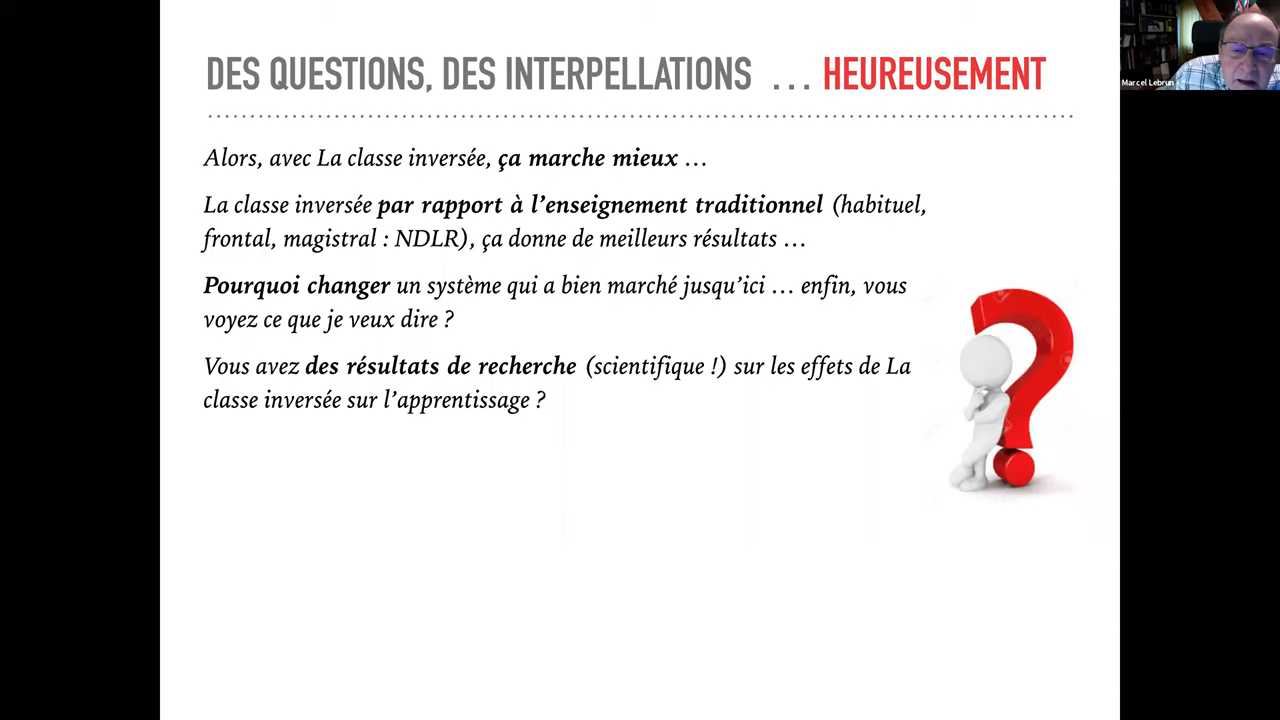 DES QUESTIONS, DES INTERPELLATIONS … HEUREUSEMENT
Marcel Lebrun
Alors, avec La classe inversée, ça marche mieux …
La classe inversée par rapport à l’enseignement traditionnel (habituel,
frontal, magistral : NDLR), ça donne de meilleurs résultats …
Pourquoi changer un système qui a bien marché jusqu’ici … enfin, vous
voyez ce que je veux dire ?
Vous avez des résultats de recherche (scientifique !) sur les effets de La
classe inversée sur l’apprentissage ?